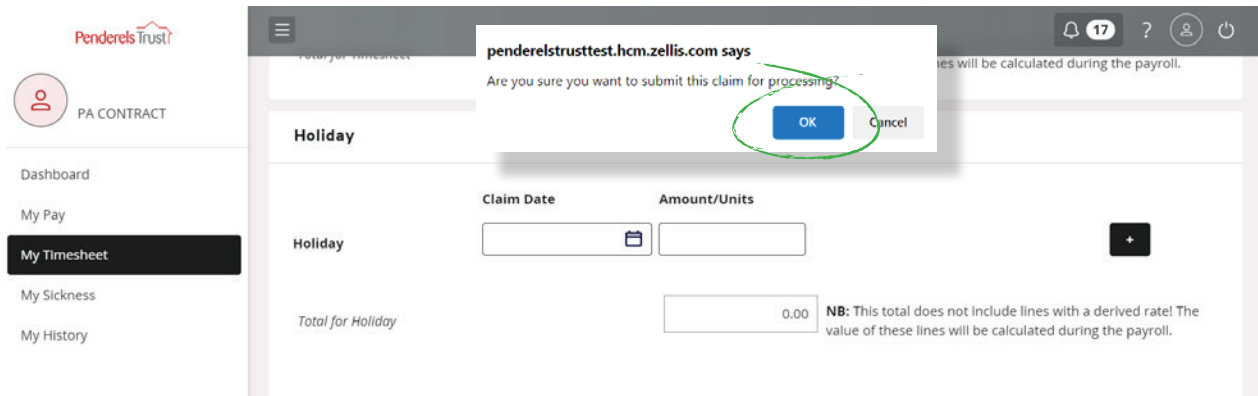 Penderels Trust
17
?
penderelstrusttest.hcm.zellis.com says
Are you sure you want to submit this claim for processing?
OK
Cancel
Total for Timesheet
lines will be calculated during the payroll.
PA CONTRACT
Dashboard
My Pay
My Timesheet
My Sickness
My History
Holiday
Claim Date Amount/Units
Holiday
+
Total for Holiday
0.00
NB: This total does not include lines with a derived rate! The
value of these lines will be calculated during the payroll.